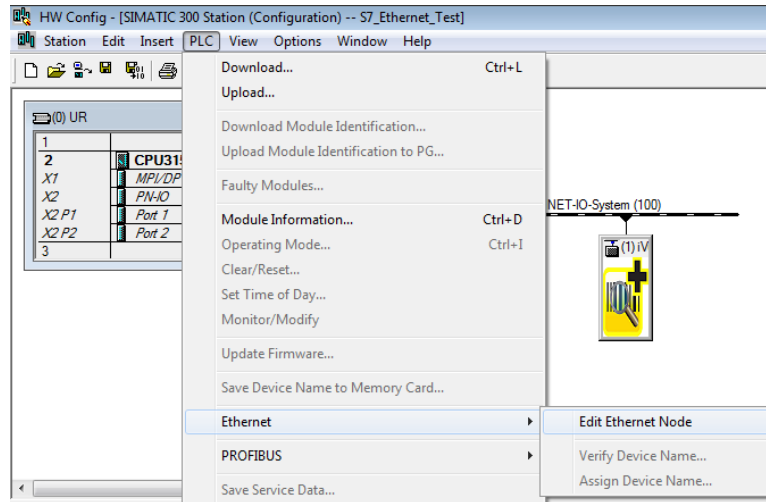 HW Config - [SIMATIC 300 Station (Configuration) -- S7_Ethernet_Test]
Station Edit Insert PLC View Options Window Help
(0) UR
1
2 CPU315
X1 MPI/DP
X2 PN-IO
X2 P1 Port 1
X2 P2 Port 2
3
Download... Ctrl+L
Upload...
Download Module Identification...
Upload Module Identification to PG...
Faulty Modules...
Module Information... Ctrl+D
Operating Mode... Ctrl+I
Clear/Reset...
Set Time of Day...
Monitor/Modify
Update Firmware...
Save Device Name to Memory Card...
Ethernet
PROFIBUS
Save Service Data...
NET-IO-System (100)
(1) iV
Edit Ethernet Node
Verify Device Name...
Assign Device Name...